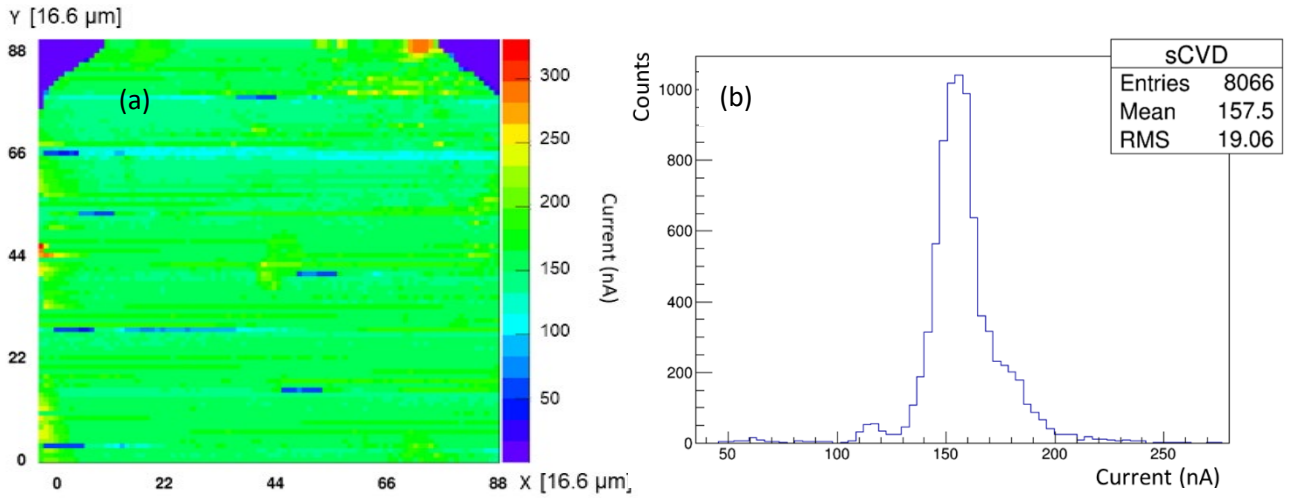 Y [16.6 µm]
88
66
44
22
0
0 22 44 66 88 X [16.6 µm]
(a)
300
250
200
150
100
50
Current (nA)
Counts
(b)
sCVD
Entries 8066
Mean 157.5
RMS 19.06
1000
800
600
400
200
0
50 100 150 200 250
Current (nA)